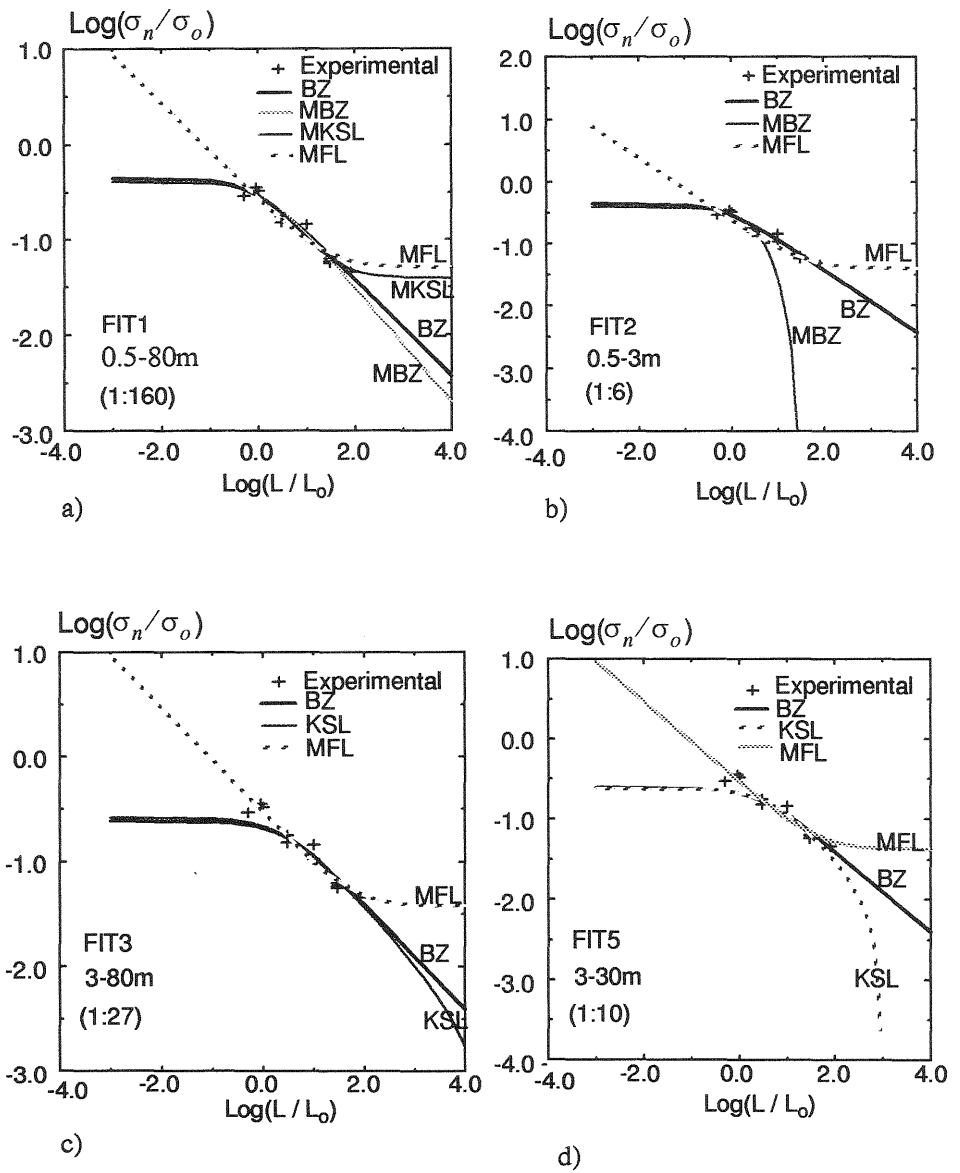 Log(σn/σo)
1.0
0.0
-1.0
-2.0
-3.0
-4.0
-2.0
0.0
2.0
4.0
+ Experimental
BZ
MBZ
MKSL
MFL
MFL
MKSL
BZ
MBZ
FIT1
0.5-80m
(1:160)
Log(L / Lo)
a)
Log(σn/σo)
2.0
1.0
0.0
-1.0
-2.0
-3.0
-4.0
-4.0
-2.0
0.0
2.0
4.0
+ Experimental
BZ
MBZ
MFL
MFL
BZ
MBZ
FIT2
0.5-3m
(1:6)
Log(L / Lo)
b)
Log(σn/σo)
1.0
0.0
-1.0
-2.0
-3.0
-4.0
-2.0
0.0
2.0
4.0
+ Experimental
BZ
KSL
MFL
MFL
BZ
KSL
FIT3
3-80m
(1:27)
Log(L / Lo)
c)
Log(σn/σo)
1.0
0.0
-1.0
-2.0
-3.0
-4.0
-4.0
-2.0
0.0
2.0
4.0
+ Experimental
BZ
KSL
MFL
MFL
BZ
KSL
FIT5
3-30m
(1:10)
Log(L / Lo)
d)